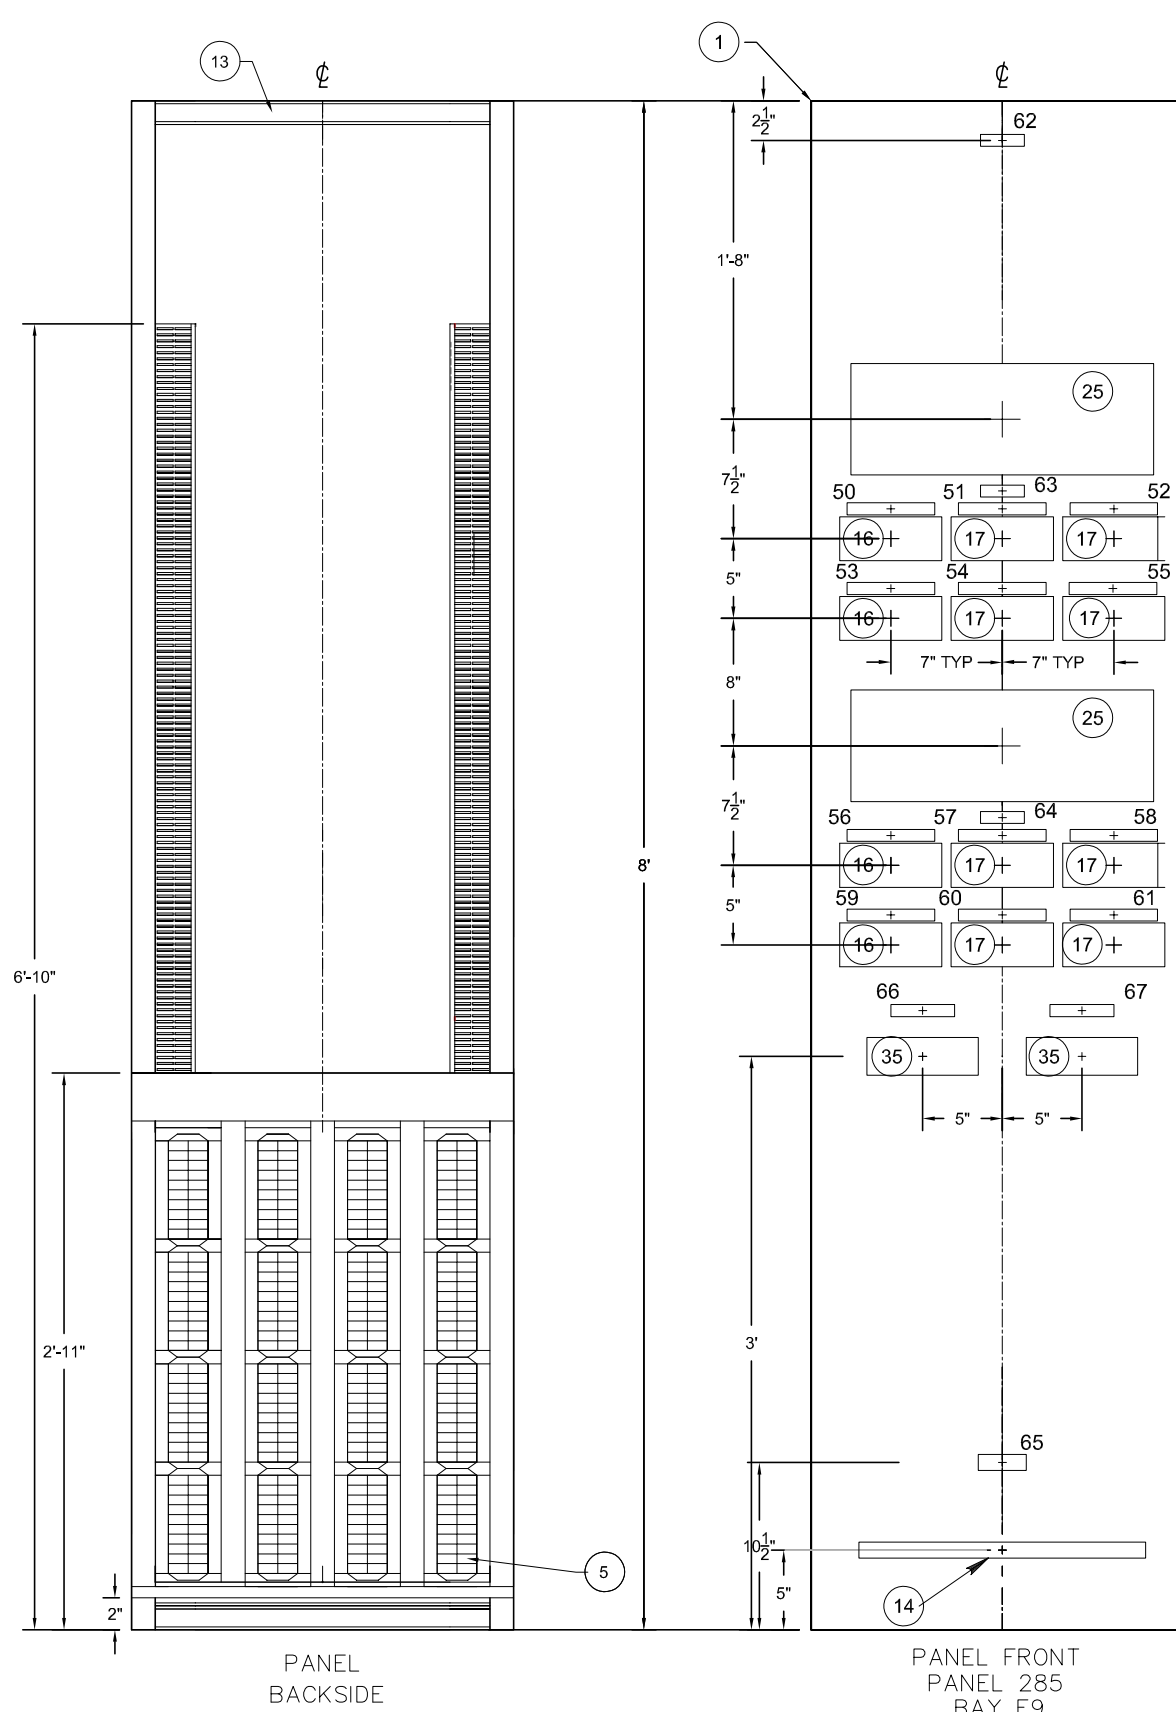 13
℄
6'-10"
2'-11"
2"
8'
5
PANEL
BACKSIDE
1
℄
2½"
62
1'-8"
25
7½"
63
50 51 52
16 17 17
5"
53 54 55
16 17 17
7" TYP 7" TYP
8"
25
7½"
64
56 57 58
16 17 17
5"
59 60 61
16 17 17
66 67
35 35
5" 5"
3'
65
10½"
5"
14
PANEL FRONT
PANEL 285
BAY F9